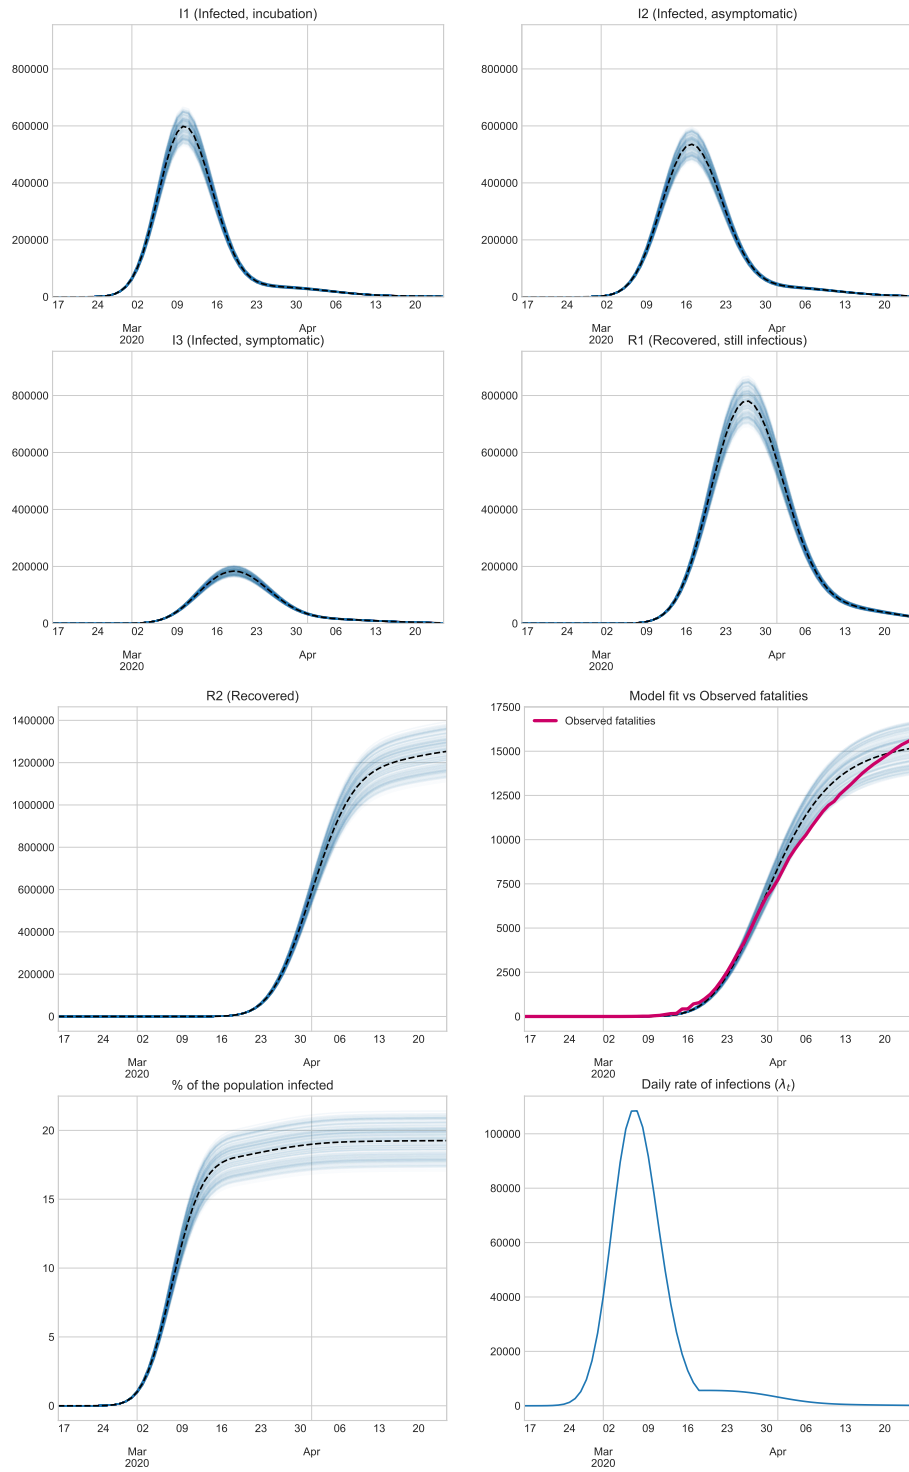 I1 (Infected, incubation)
800000
600000
400000
200000
0
17 24 02 09 16 23 30 06 13 20
Mar Apr
2020
I2 (Infected, asymptomatic)
800000
600000
400000
200000
0
17 24 02 09 16 23 30 06 13 20
Mar Apr
2020
I3 (Infected, symptomatic)
800000
600000
400000
200000
0
17 24 02 09 16 23 30 06 13 20
Mar Apr
2020
R1 (Recovered, still infectious)
800000
600000
400000
200000
0
17 24 02 09 16 23 30 06 13 20
Mar Apr
2020
R2 (Recovered)
1400000
1200000
1000000
800000
600000
400000
200000
0
17 24 02 09 16 23 30 06 13 20
Mar Apr
2020
Model fit vs Observed fatalities
Observed fatalities
17500
15000
12500
10000
7500
5000
2500
0
17 24 02 09 16 23 30 06 13 20
Mar Apr
2020
% of the population infected
20
15
10
5
0
17 24 02 09 16 23 30 06 13 20
Mar Apr
2020
Daily rate of infections (λt)
100000
80000
60000
40000
20000
0
17 24 02 09 16 23 30 06 13 20
Mar Apr
2020